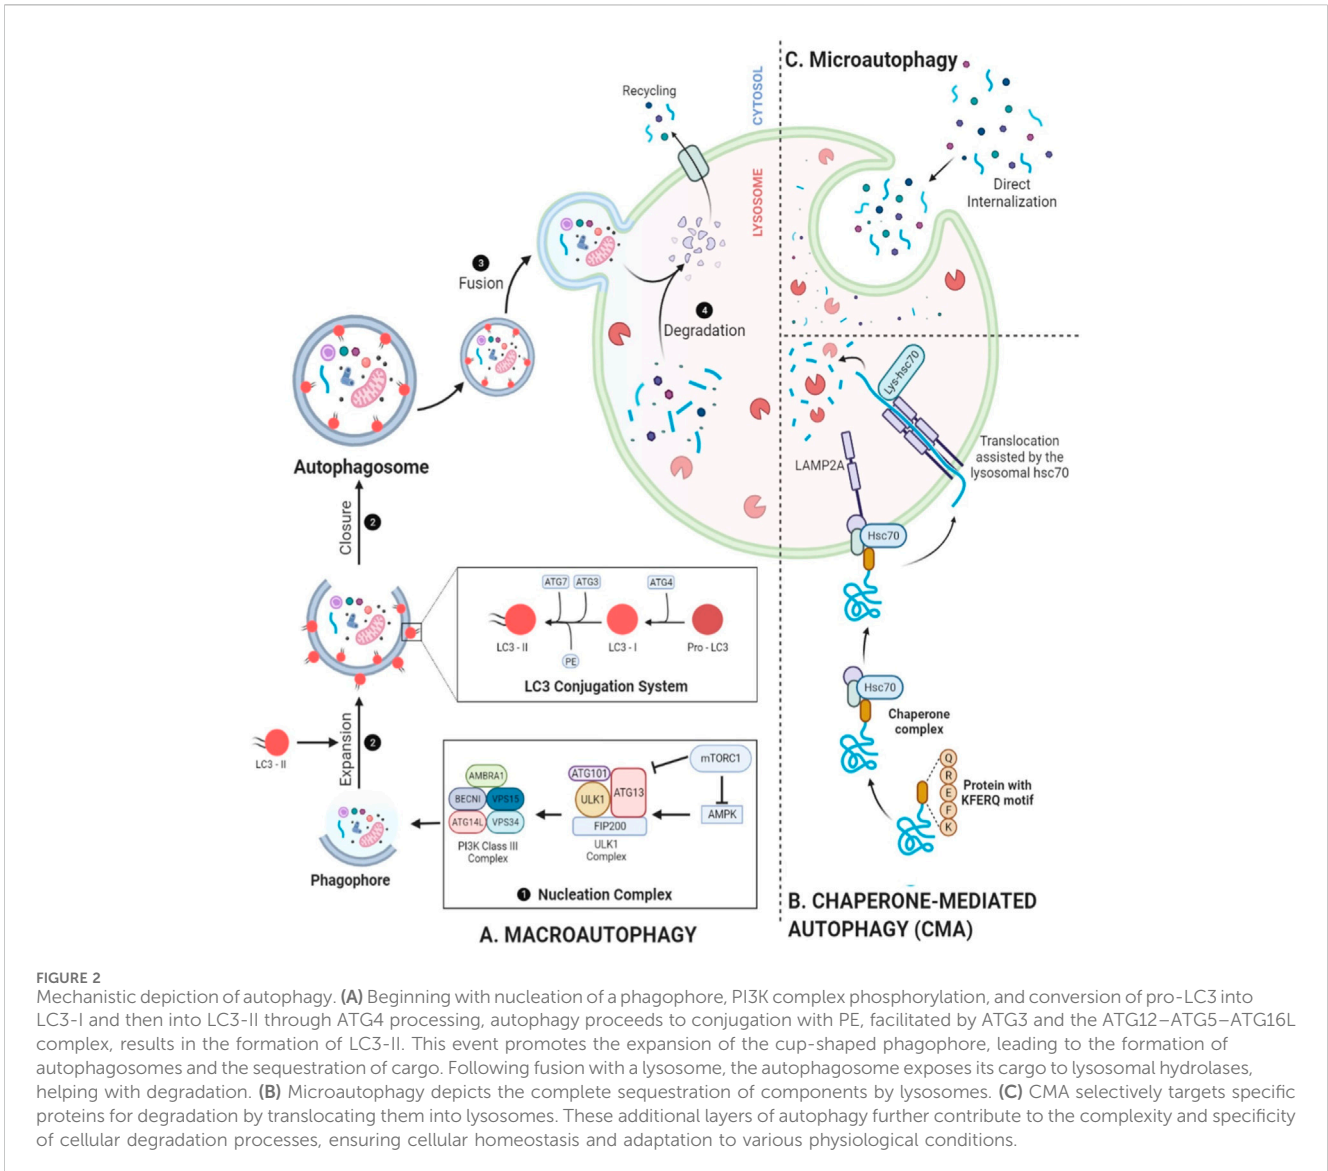 C. Microautophagy
Recycling
CYTOSOL
LYSOSOME
Direct
Internalization
3
Fusion
4
Degradation
Lys-hsc70
Translocation
assisted by the
lysosomal hsc70
LAMP2A
Autophagosome
Closure
2
Hsc70
ATG7
ATG3
ATG4
LC3 - II
LC3 - I
Pro - LC3
PE
LC3 Conjugation System
Hsc70
Chaperone
complex
Expansion
2
LC3 - II
mTORC1
AMPK
ATG101
ATG13
ULK1
FIP200
ULK1
Complex
AMBRA1
BECNI
VPS15
ATG14L
VPS34
PI3K Class III
Complex
1 Nucleation Complex
Phagophore
Q
R
E
F
K
Protein with
KFERQ motif
A. MACROAUTOPHAGY
B. CHAPERONE-MEDIATED
AUTOPHAGY (CMA)
FIGURE 2
Mechanistic depiction of autophagy. (A) Beginning with nucleation of a phagophore, PI3K complex phosphorylation, and conversion of pro-LC3 into
LC3-I and then into LC3-II through ATG4 processing, autophagy proceeds to conjugation with PE, facilitated by ATG3 and the ATG12–ATG5–ATG16L
complex, results in the formation of LC3-II. This event promotes the expansion of the cup-shaped phagophore, leading to the formation of
autophagosomes and the sequestration of cargo. Following fusion with a lysosome, the autophagosome exposes its cargo to lysosomal hydrolases,
helping with degradation. (B) Microautophagy depicts the complete sequestration of components by lysosomes. (C) CMA selectively targets specific
proteins for degradation by translocating them into lysosomes. These additional layers of autophagy further contribute to the complexity and specificity
of cellular degradation processes, ensuring cellular homeostasis and adaptation to various physiological conditions.